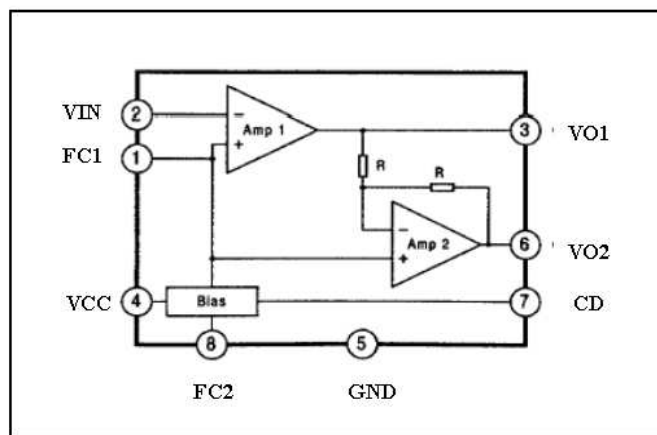 VIN
2
−
Amp 1
+
3
VO1
FC1
1
R
R
−
Amp 2
+
6
VO2
VCC
4
Bias
7
CD
8
5
FC2
GND